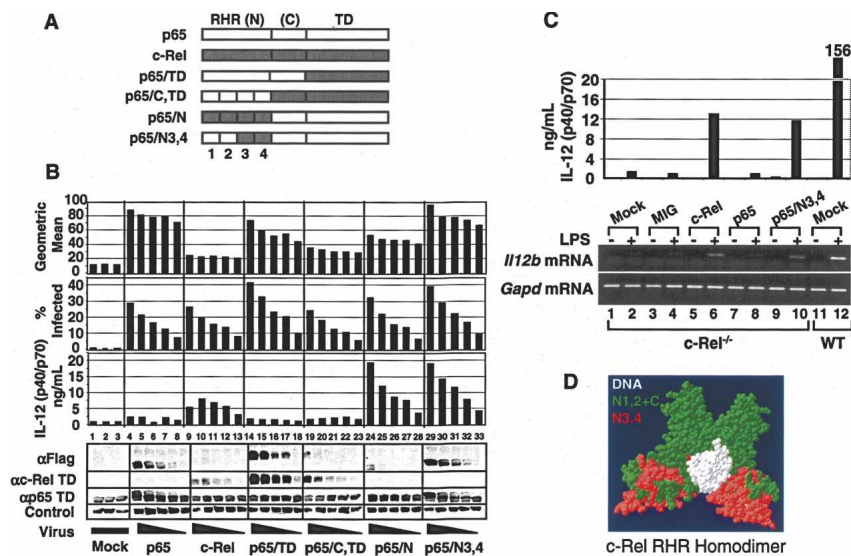 A
RHR (N) (C) TD
p65
c-Rel
p65/TD
p65/C,TD
p65/N
p65/N3,4
1 2 3 4
B
Geometric Mean
100
80
60
40
20
0
% Infected
40
30
20
10
0
IL-12 (p40/p70) ng/mL
20
15
10
5
0
1 2 3 4 5 6 7 8 9 10 11 12 13 14 15 16 17 18 19 20 21 22 23 24 25 26 27 28 29 30 31 32 33
αFlag
αc-Rel TD
αp65 TD
Control
Virus
Mock p65 c-Rel p65/TD p65/C,TD p65/N p65/N3,4
C
156
ng/mL
IL-12 (p40/p70)
20
16
12
8
4
0
Mock MIG c-Rel p65 p65/N3,4 Mock
LPS - + - + - + - + - + - +
Il12b mRNA
Gapd mRNA
1 2 3 4 5 6 7 8 9 10 11 12
c-Rel-/- WT
D
DNA
N1,2+C
N3,4
c-Rel RHR Homodimer